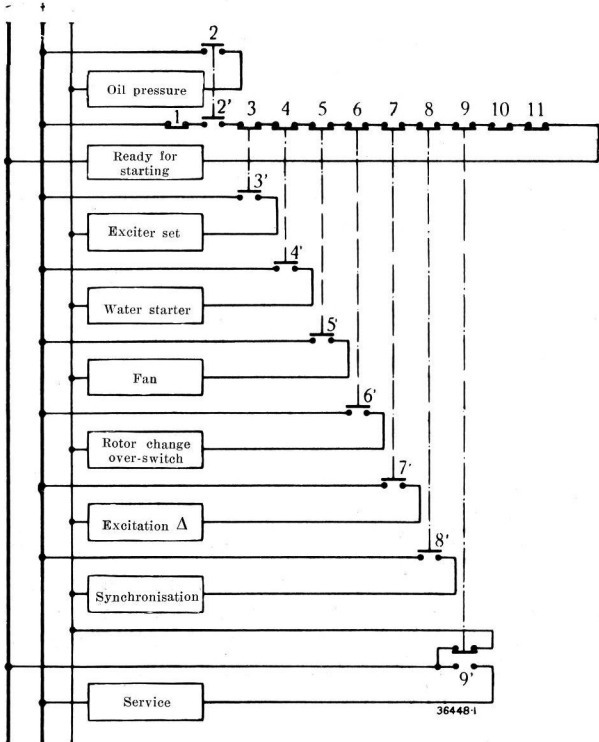 2
Oil pressure
1 2' 3 4 5 6 7 8 9 10 11
Ready for
starting
3'
Exciter set
4'
Water starter
5'
Fan
6'
Rotor change
over-switch
7'
Excitation Δ
8'
Synchronisation
9'
Service
36448·1